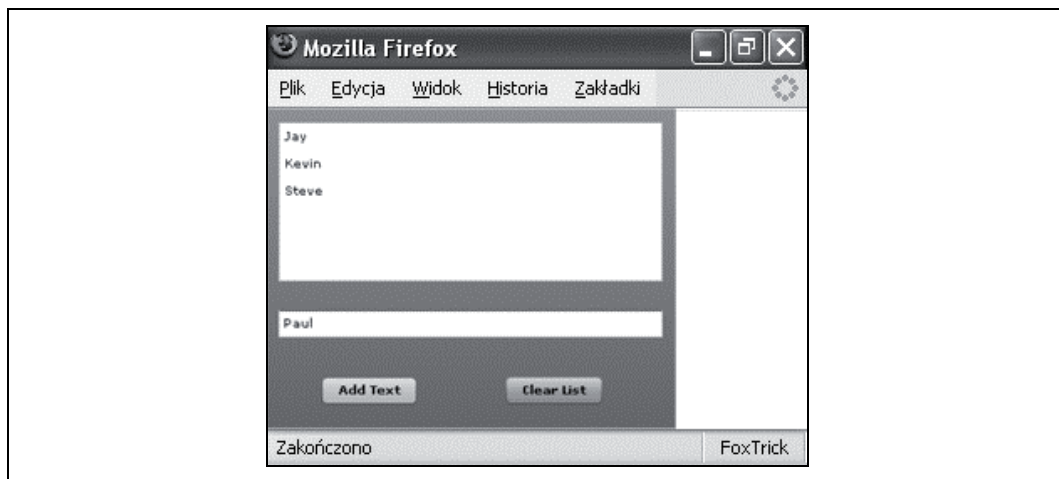 Mozilla Firefox
Plik Edycja Widok Historia Zakładki
Jay
Kevin
Steve
Paul
Add Text Clear List
Zakończono FoxTrick